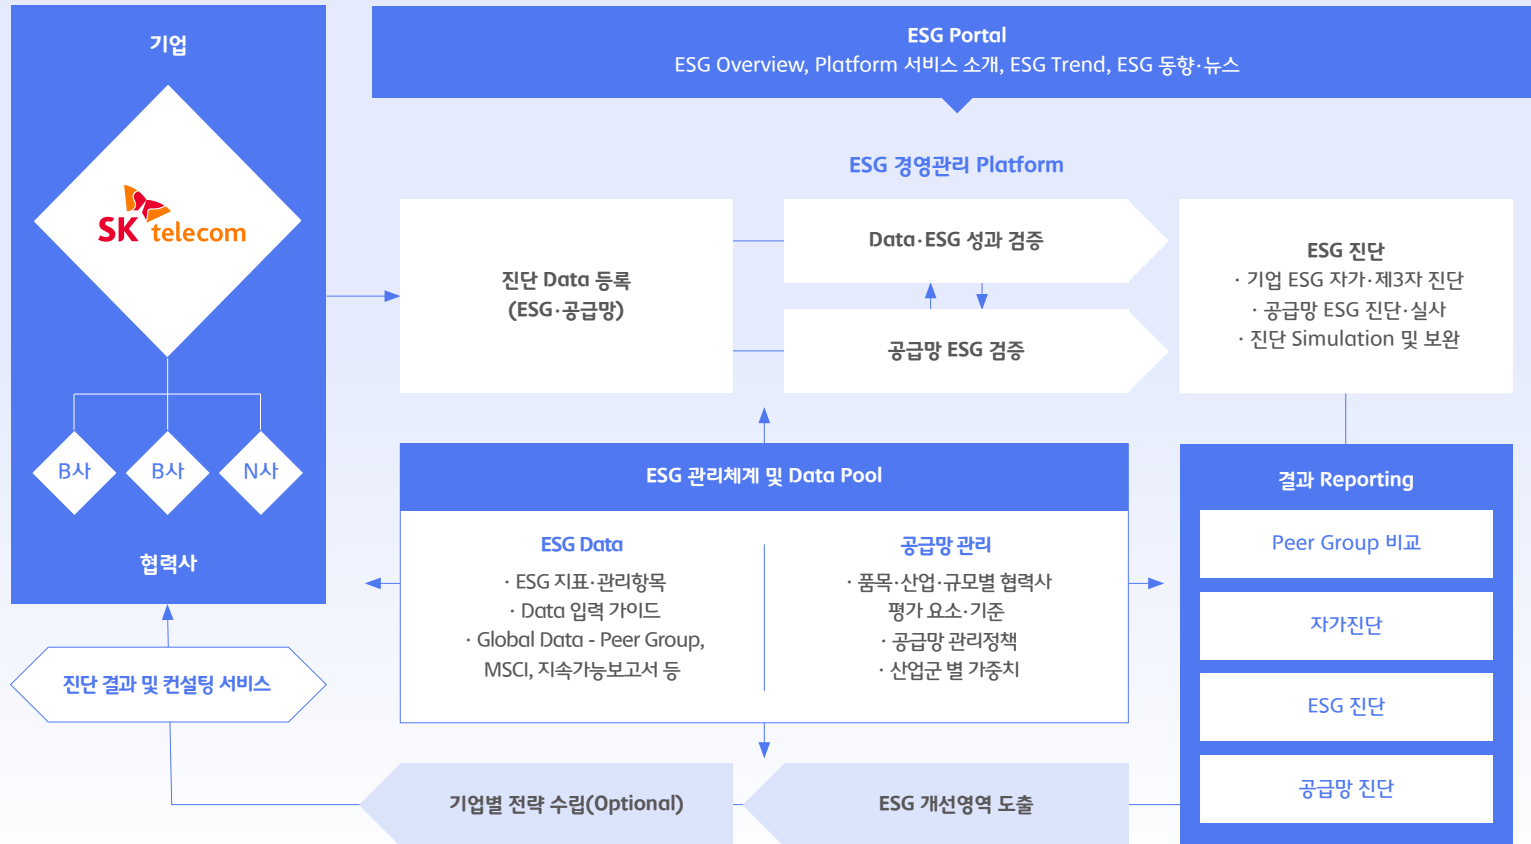 기업
SK telecom
B사
B사
N사
협력사
진단 결과 및 컨설팅 서비스
ESG Portal
ESG Overview, Platform 서비스 소개, ESG Trend, ESG 동향·뉴스
ESG 경영관리 Platform
진단 Data 등록
(ESG·공급망)
Data·ESG 성과 검증
공급망 ESG 검증
ESG 진단
· 기업 ESG 자가·제3자 진단
· 공급망 ESG 진단·실사
· 진단 Simulation 및 보완
ESG 관리체계 및 Data Pool
ESG Data
· ESG 지표·관리항목
· Data 입력 가이드
· Global Data - Peer Group,
MSCI, 지속가능보고서 등
공급망 관리
· 품목·산업·규모별 협력사
평가 요소·기준
· 공급망 관리정책
· 산업군 별 가중치
결과 Reporting
Peer Group 비교
자가진단
ESG 진단
공급망 진단
기업별 전략 수립(Optional)
ESG 개선영역 도출